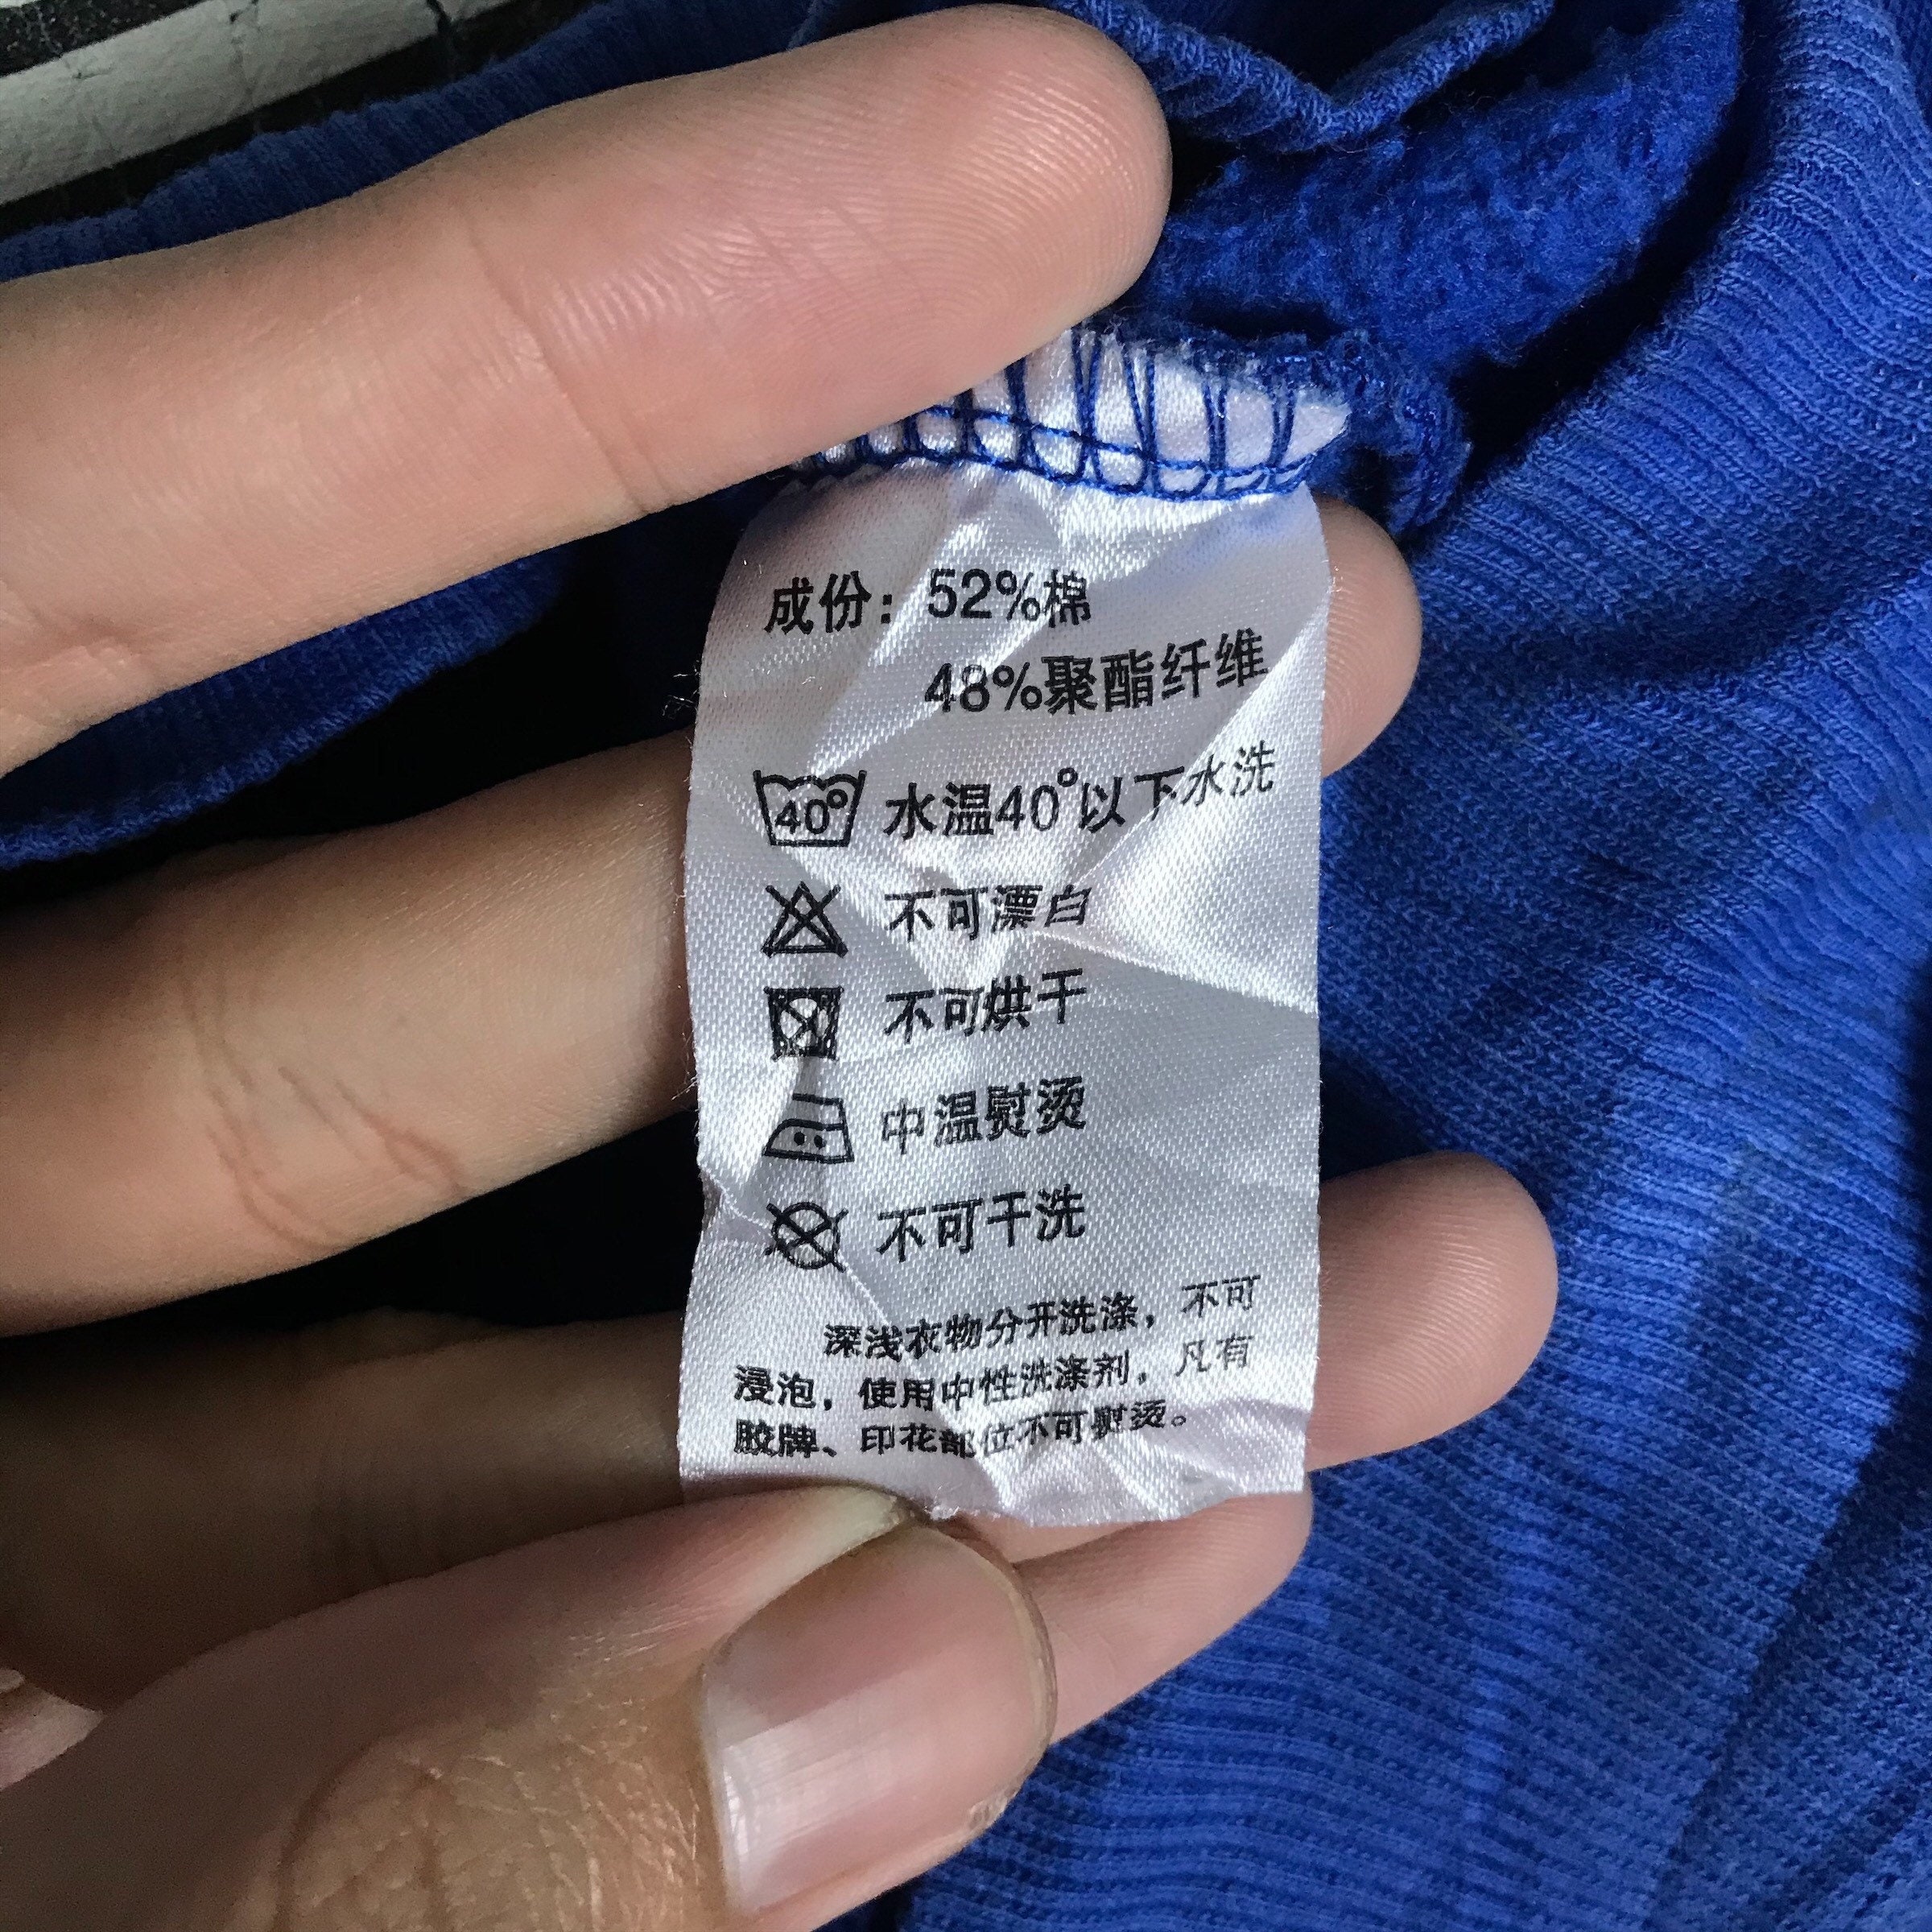 成份：52%棉
48%聚酯纤维
40° 水温40°以下水洗
不可漂白
不可烘干
中温熨烫
不可干洗
深浅衣物分开洗涤，不可
浸泡，使用中性洗涤剂，凡有
胶牌、印花部位不可熨烫。